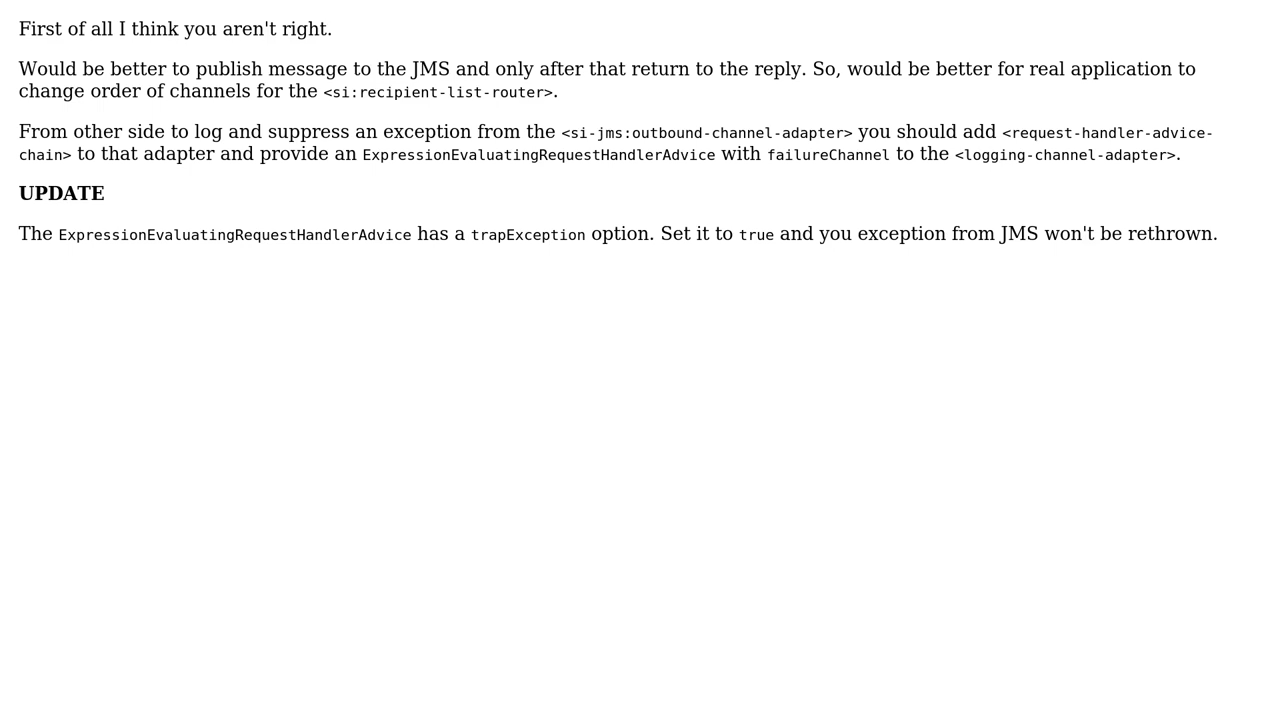 First of all I think you aren't right.
Would be better to publish message to the JMS and only after that return to the reply. So, would be better for real application to
change order of channels for the <si:recipient-list-router>.
From other side to log and suppress an exception from the <si-jms:outbound-channel-adapter> you should add <request-handler-advice-
chain> to that adapter and provide an ExpressionEvaluatingRequestHandlerAdvice with failureChannel to the <logging-channel-adapter>.
UPDATE
The ExpressionEvaluatingRequestHandlerAdvice has a trapException option. Set it to true and you exception from JMS won't be rethrown.